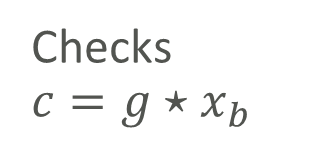 Checks
c = g ⋆ x_b